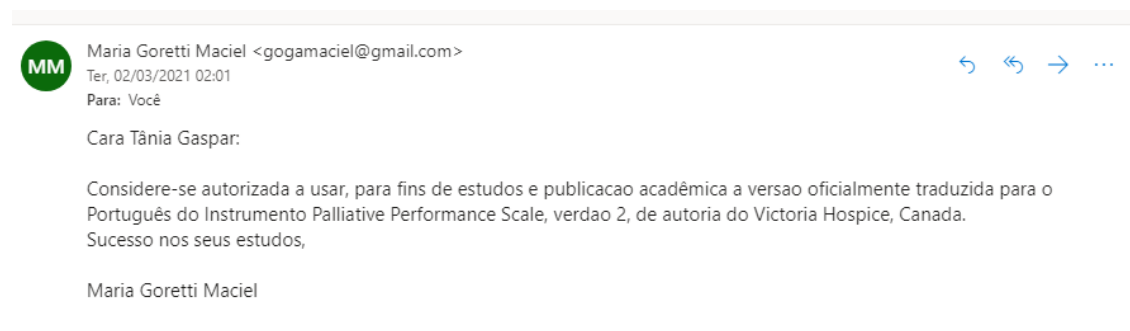 MM
Maria Goretti Maciel <gogamaciel@gmail.com>
Ter, 02/03/2021 02:01
Para: Você
Cara Tânia Gaspar:
Considere-se autorizada a usar, para fins de estudos e publicacao acadêmica a versao oficialmente traduzida para o
Português do Instrumento Palliative Performance Scale, verdao 2, de autoria do Victoria Hospice, Canada.
Sucesso nos seus estudos,
Maria Goretti Maciel